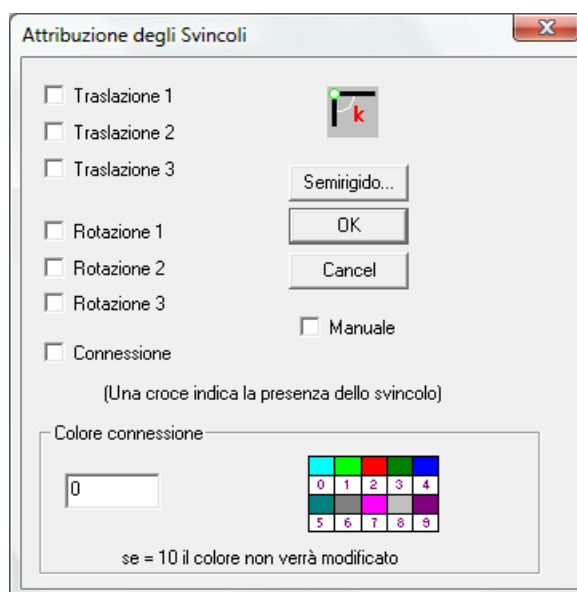 Attribuzione degli Svincoli
x
Traslazione 1
Traslazione 2
Traslazione 3
k
Semirigido...
Rotazione 1
OK
Rotazione 2
Cancel
Rotazione 3
Manuale
Connessione
(Una croce indica la presenza dello svincolo)
Colore connessione
0
0 1 2 3 4
5 6 7 8 9
se = 10 il colore non verrà modificato